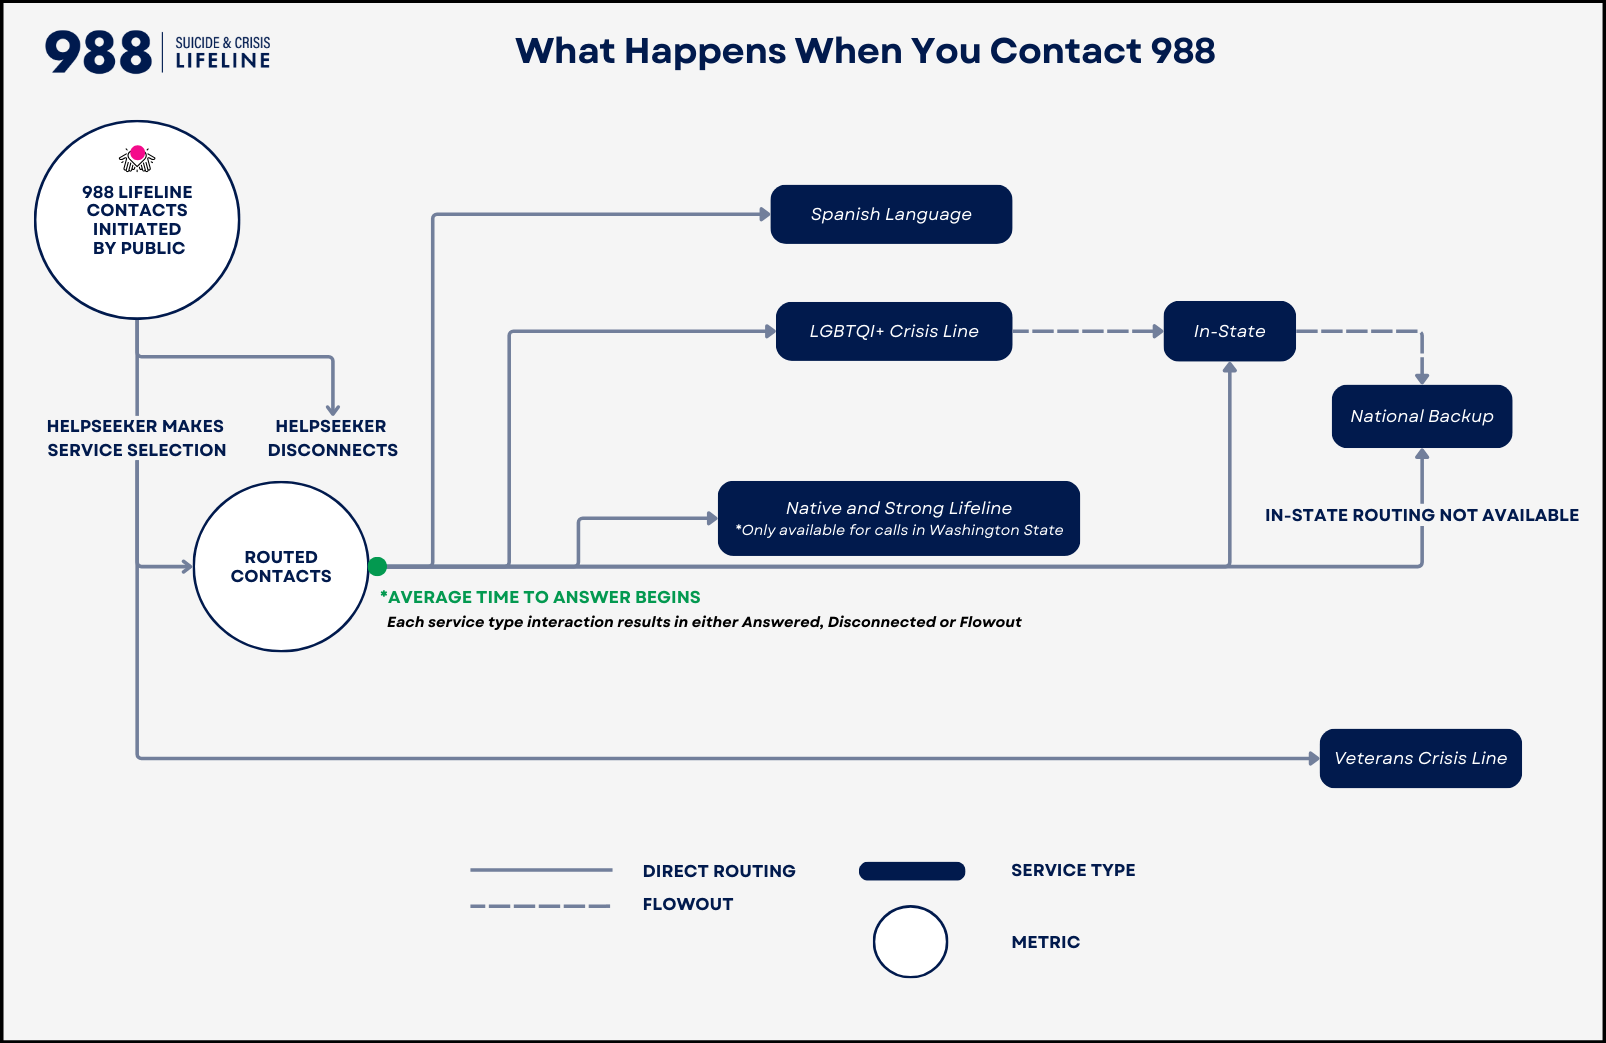 988 SUICIDE & CRISIS
LIFELINE
What Happens When You Contact 988
988 LIFELINE
CONTACTS
INITIATED
BY PUBLIC
HELPSEEKER MAKES
SERVICE SELECTION
HELPSEEKER
DISCONNECTS
Spanish Language
LGBTQI+ Crisis Line
In-State
National Backup
Native and Strong Lifeline
*Only available for calls in Washington State
IN-STATE ROUTING NOT AVAILABLE
ROUTED
CONTACTS
*AVERAGE TIME TO ANSWER BEGINS
Each service type interaction results in either Answered, Disconnected or Flowout
Veterans Crisis Line
DIRECT ROUTING
FLOWOUT
SERVICE TYPE
METRIC